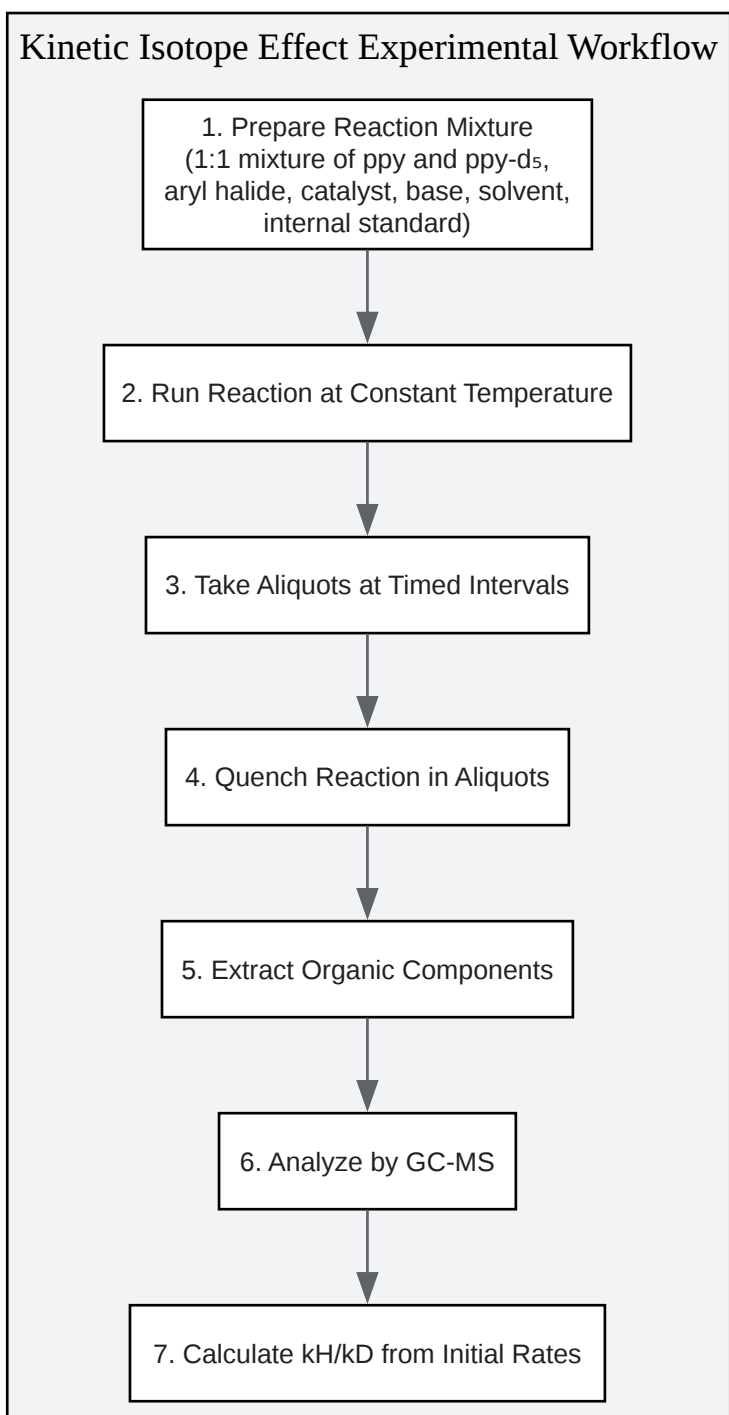 Kinetic Isotope Effect Experimental Workflow
1. Prepare Reaction Mixture
(1:1 mixture of ppy and ppy-d₅,
aryl halide, catalyst, base, solvent,
internal standard)
2. Run Reaction at Constant Temperature
3. Take Aliquots at Timed Intervals
4. Quench Reaction in Aliquots
5. Extract Organic Components
6. Analyze by GC-MS
7. Calculate kH/kD from Initial Rates